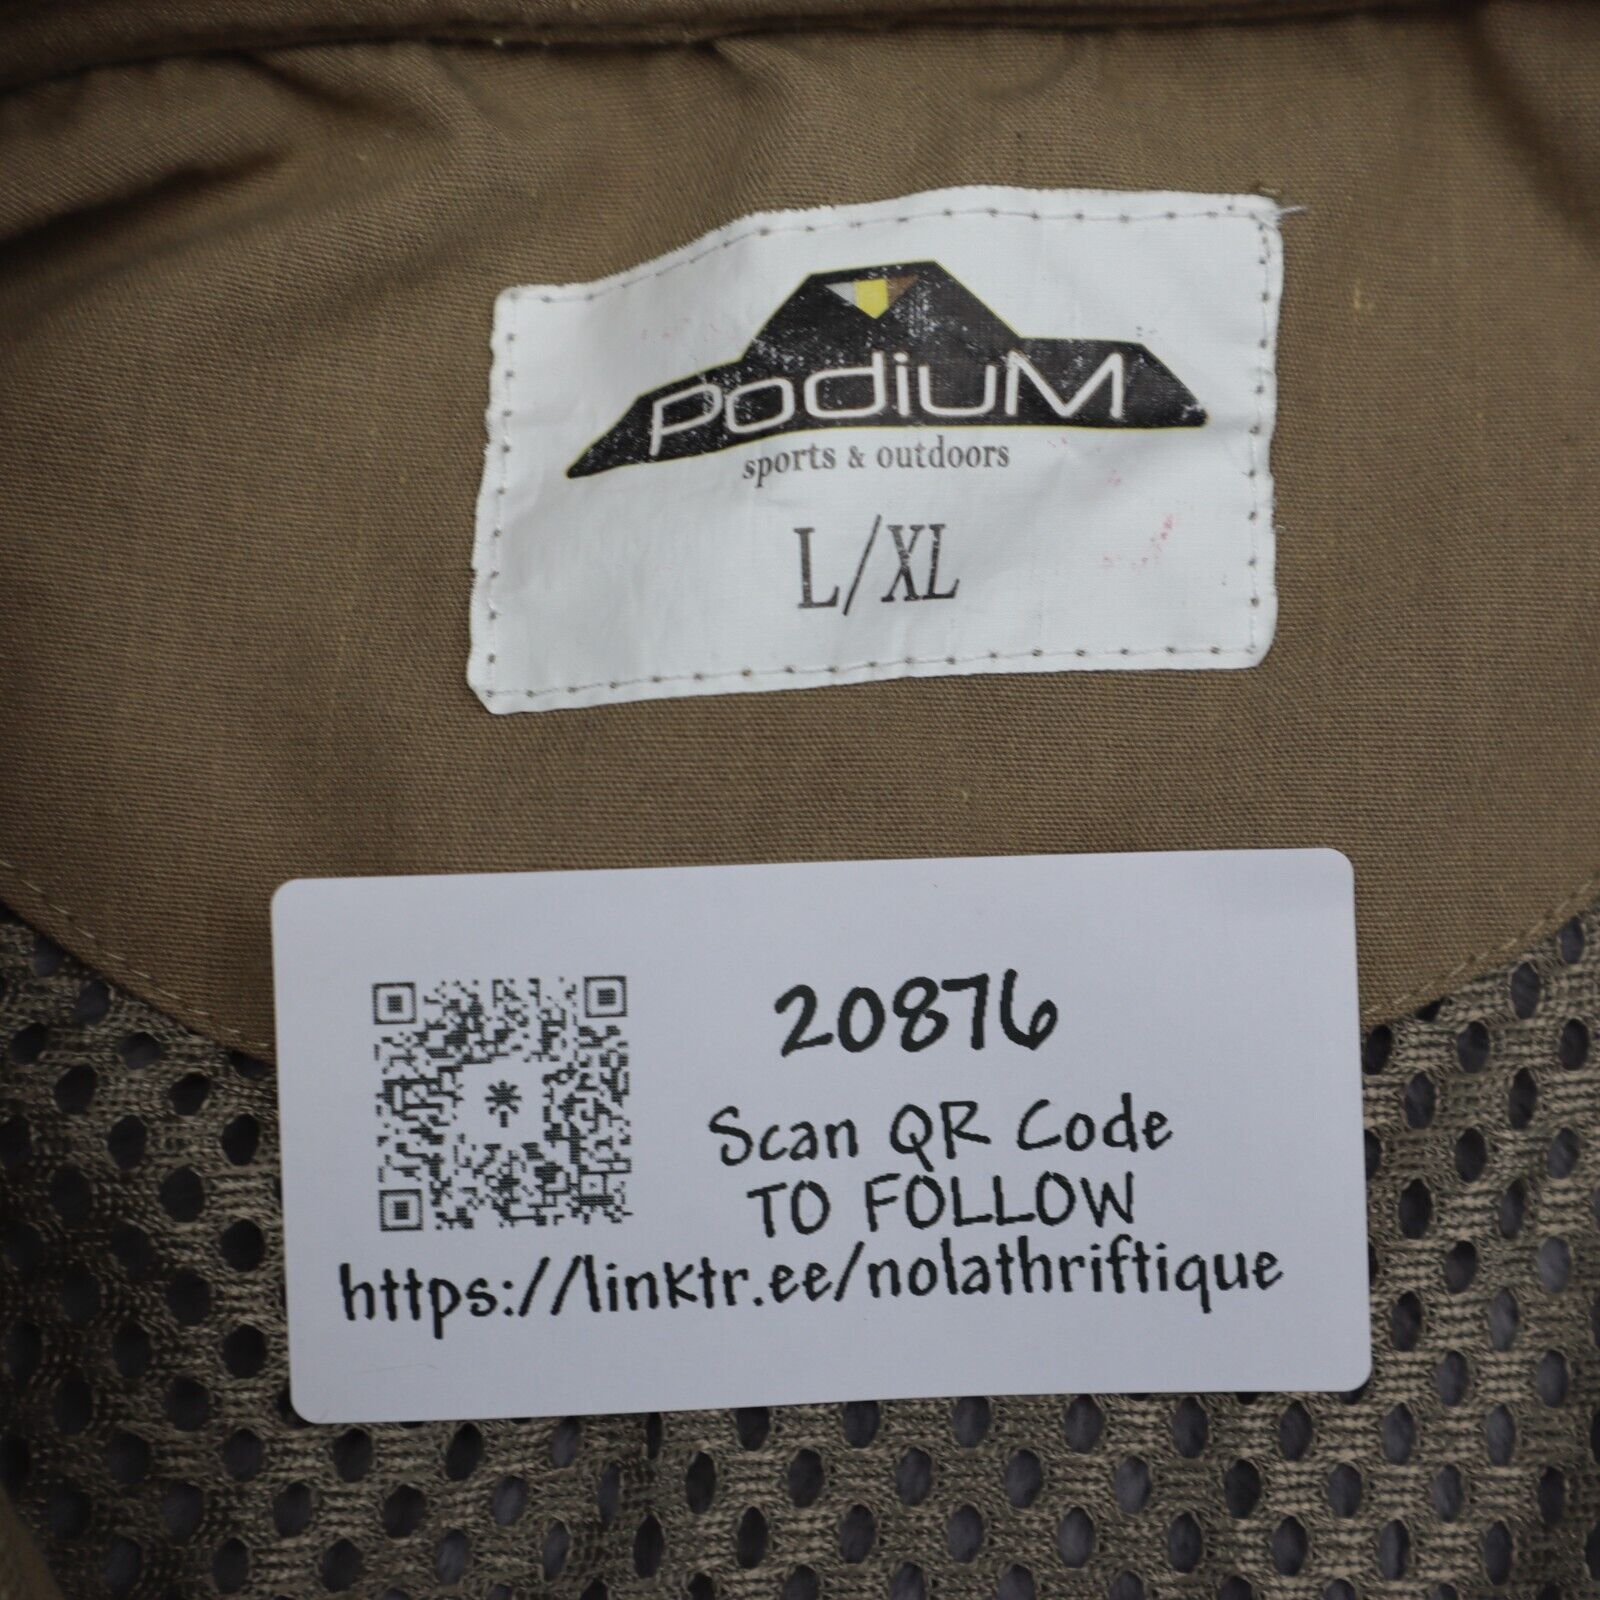 PodiuM
sports & outdoors
L/XL
20876
Scan QR Code
TO FOLLOW
https://linktr.ee/nolathriftique